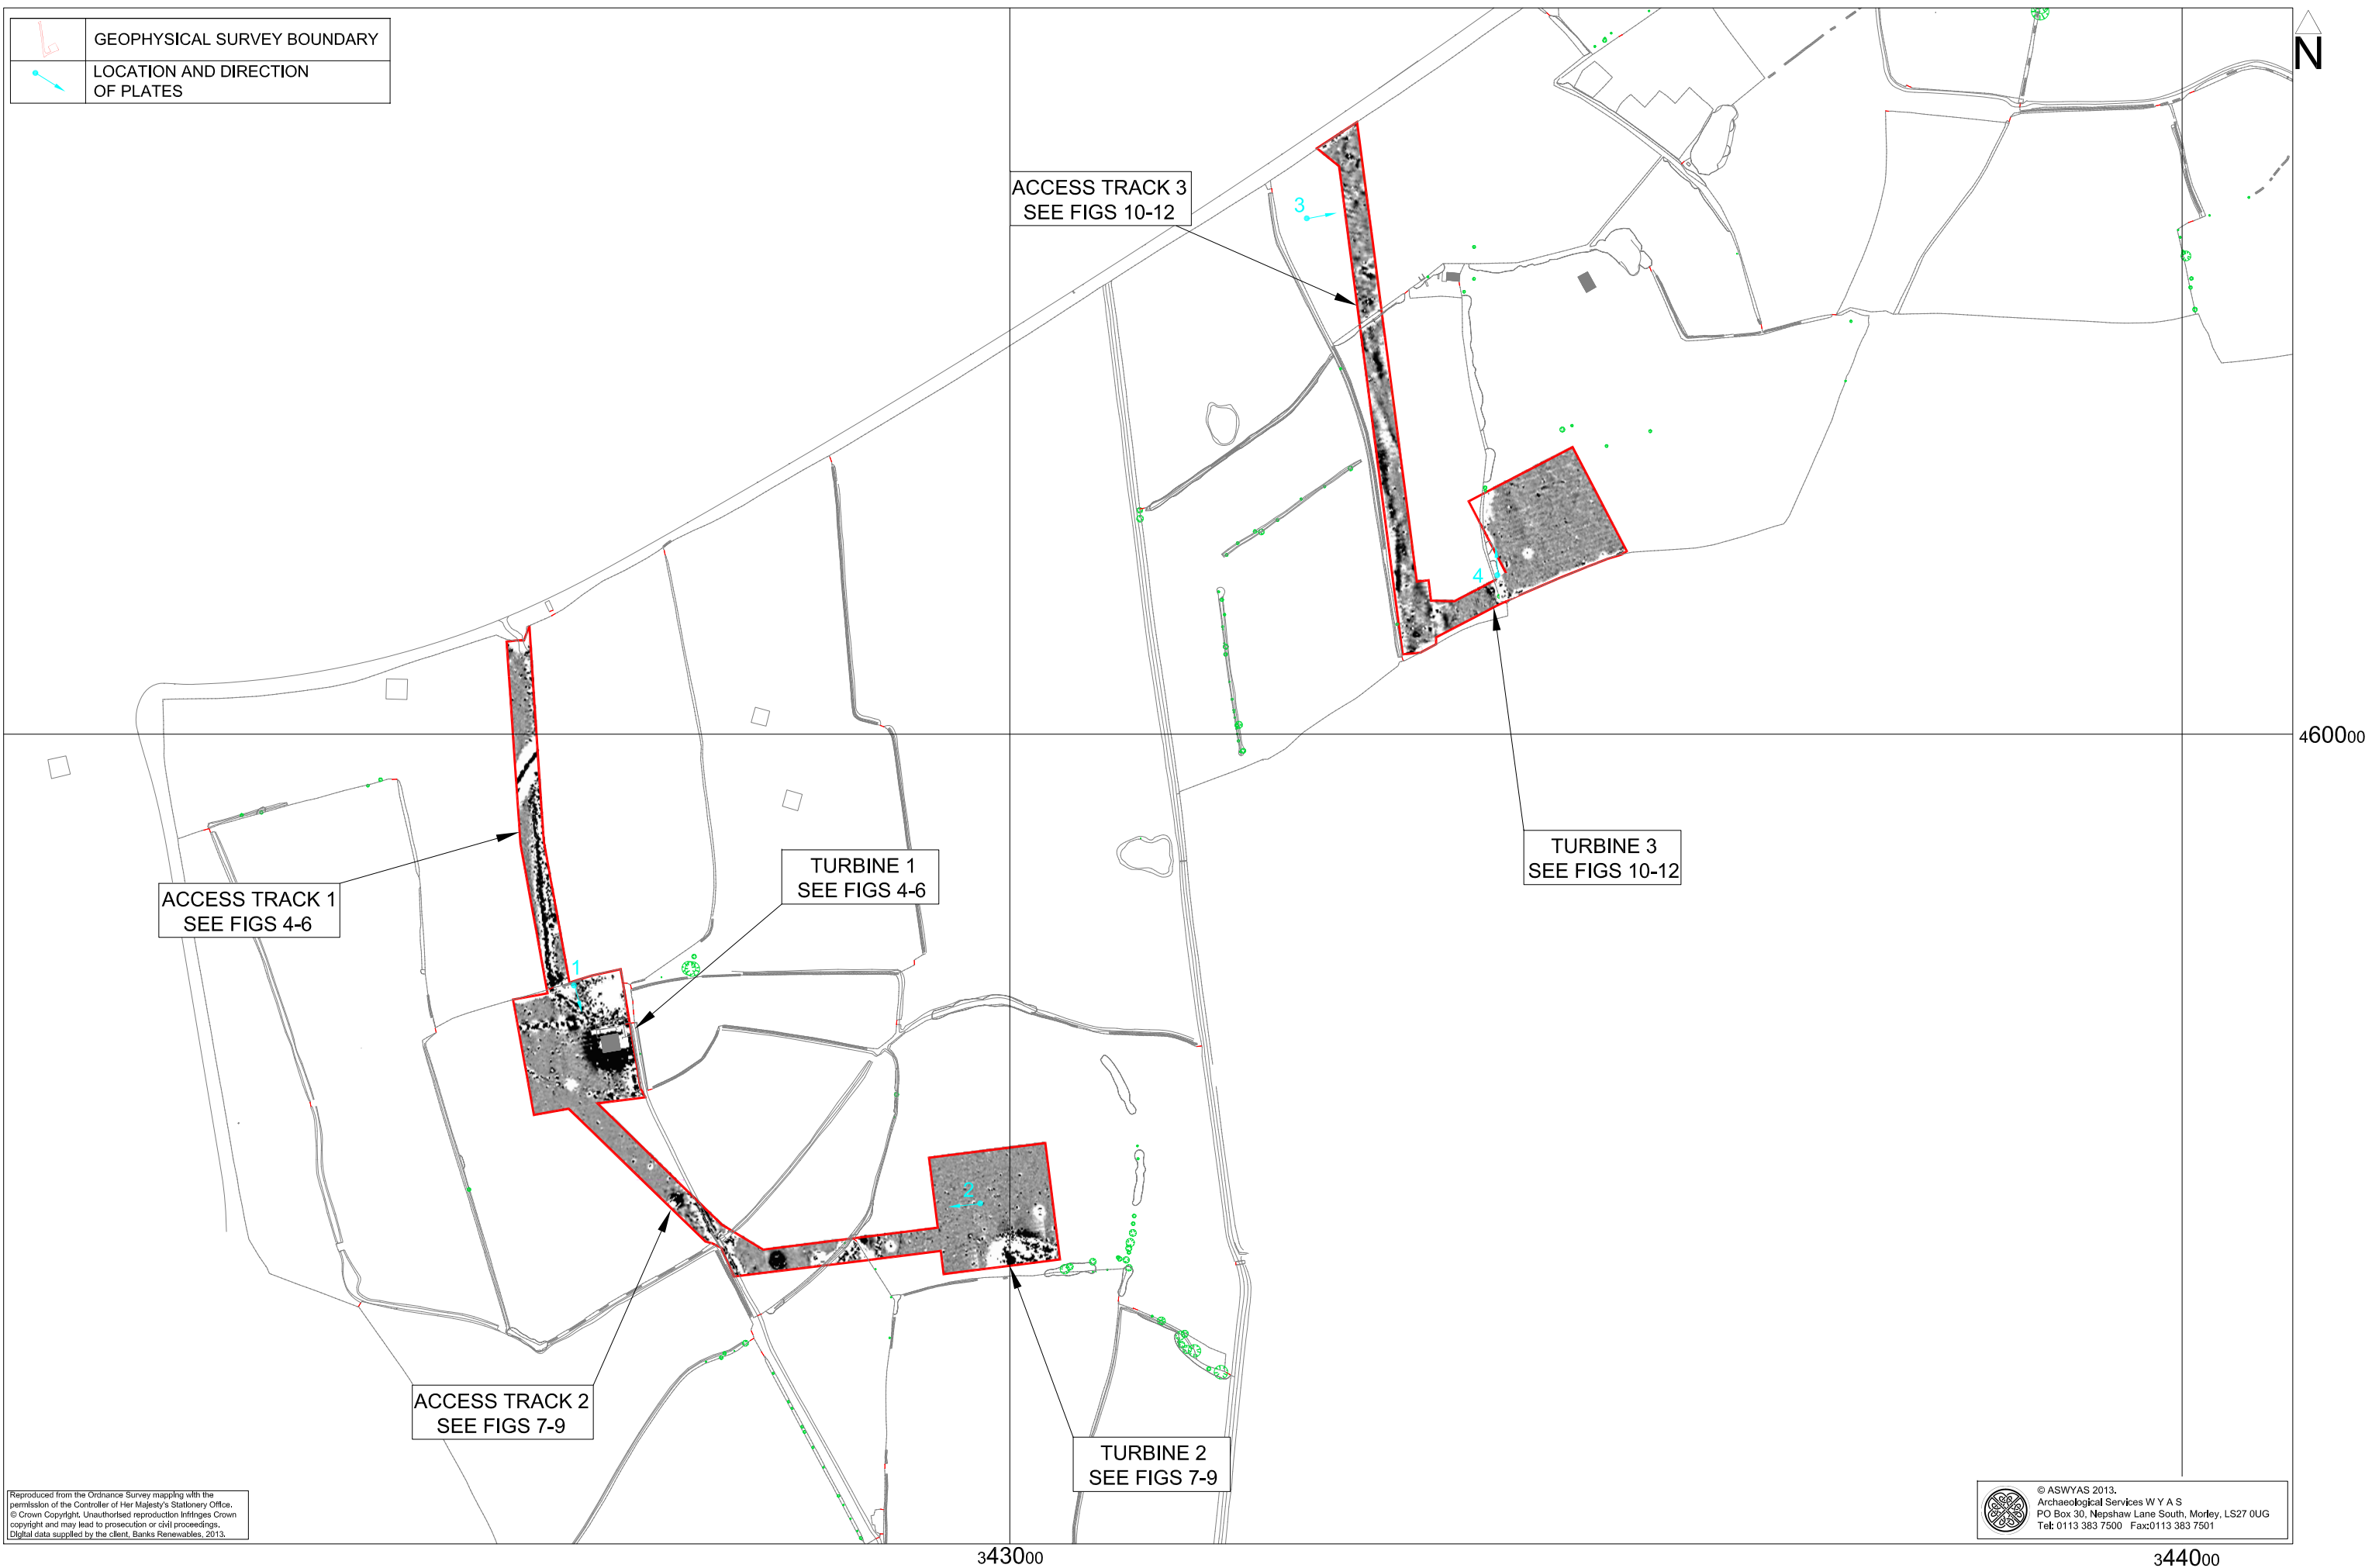 GEOPHYSICAL SURVEY BOUNDARY
LOCATION AND DIRECTION
OF PLATES
N
ACCESS TRACK 3
SEE FIGS 10-12
3
4
460000
TURBINE 3
SEE FIGS 10-12
TURBINE 1
SEE FIGS 4-6
ACCESS TRACK 1
SEE FIGS 4-6
1
2
ACCESS TRACK 2
SEE FIGS 7-9
TURBINE 2
SEE FIGS 7-9
Reproduced from the Ordnance Survey mapping with the
permission of the Controller of Her Majesty's Stationery Office.
© Crown Copyright. Unauthorised reproduction infringes Crown
copyright and may lead to prosecution or civil proceedings.
Digital data supplied by the client, Banks Renewables, 2013.
© ASWYAS 2013.
Archaeological Services W Y A S
PO Box 30, Nepshaw Lane South, Morley, LS27 0UG
Tel: 0113 383 7500 Fax:0113 383 7501
343000
344000